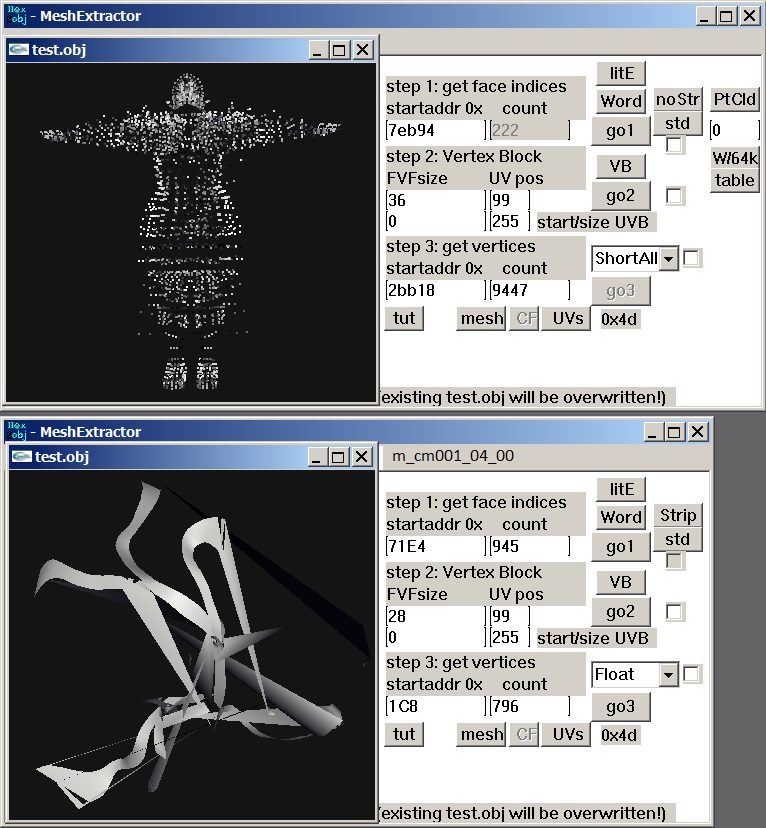 Hex obj - MeshExtractor
test.obj
litE
step 1: get face indices
startaddr 0x count
Word
noStr
PtCld
7eb94
222
go1
std
0
step 2: Vertex Block
FVFsize UV pos
VB
W/64k
table
36
99
go2
0
255
start/size UVB
step 3: get vertices
startaddr 0x count
ShortAll
2bb18
9447
go3
tut
mesh
CF
UVs
0x4d
(existing test.obj will be overwritten!)
Hex obj - MeshExtractor
test.obj
m_cm001_04_00
litE
step 1: get face indices
startaddr 0x count
Word
Strip
71E4
945
go1
std
step 2: Vertex Block
FVFsize UV pos
VB
28
99
go2
0
255
start/size UVB
step 3: get vertices
startaddr 0x count
Float
1C8
796
go3
tut
mesh
CF
UVs
0x4d
(existing test.obj will be overwritten!)